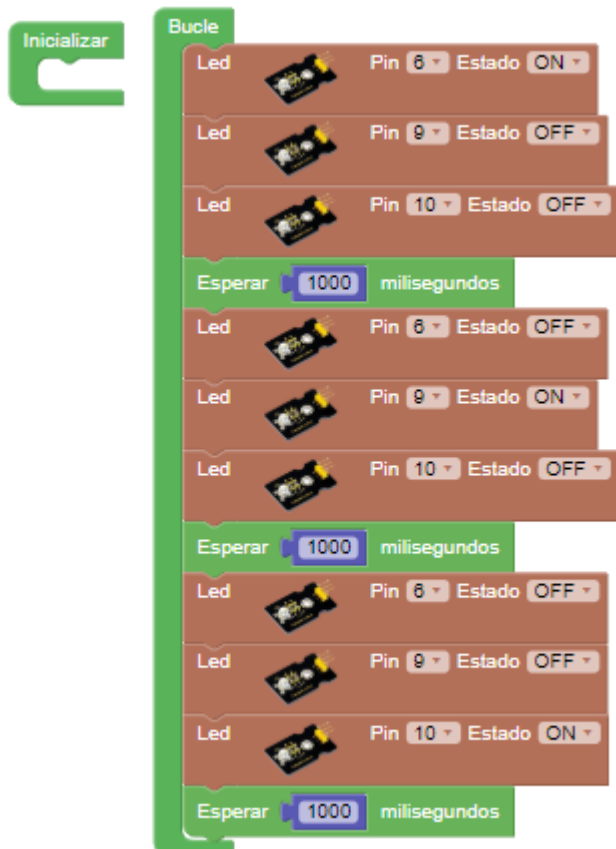 Inicializar
Bucle
Led Pin 6 Estado ON
Led Pin 9 Estado OFF
Led Pin 10 Estado OFF
Esperar 1000 milisegundos
Led Pin 6 Estado OFF
Led Pin 9 Estado ON
Led Pin 10 Estado OFF
Esperar 1000 milisegundos
Led Pin 6 Estado OFF
Led Pin 9 Estado OFF
Led Pin 10 Estado ON
Esperar 1000 milisegundos